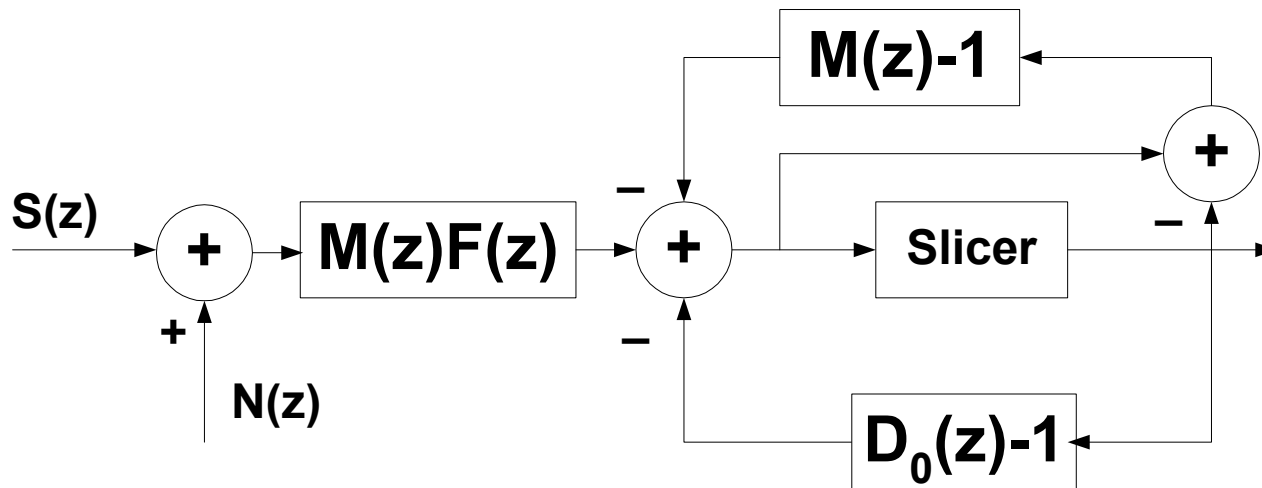 M(z)-1
+
–
S(z)
+
M(z)F(z)
+
Slicer
–
+
–
N(z)
D₀(z)-1